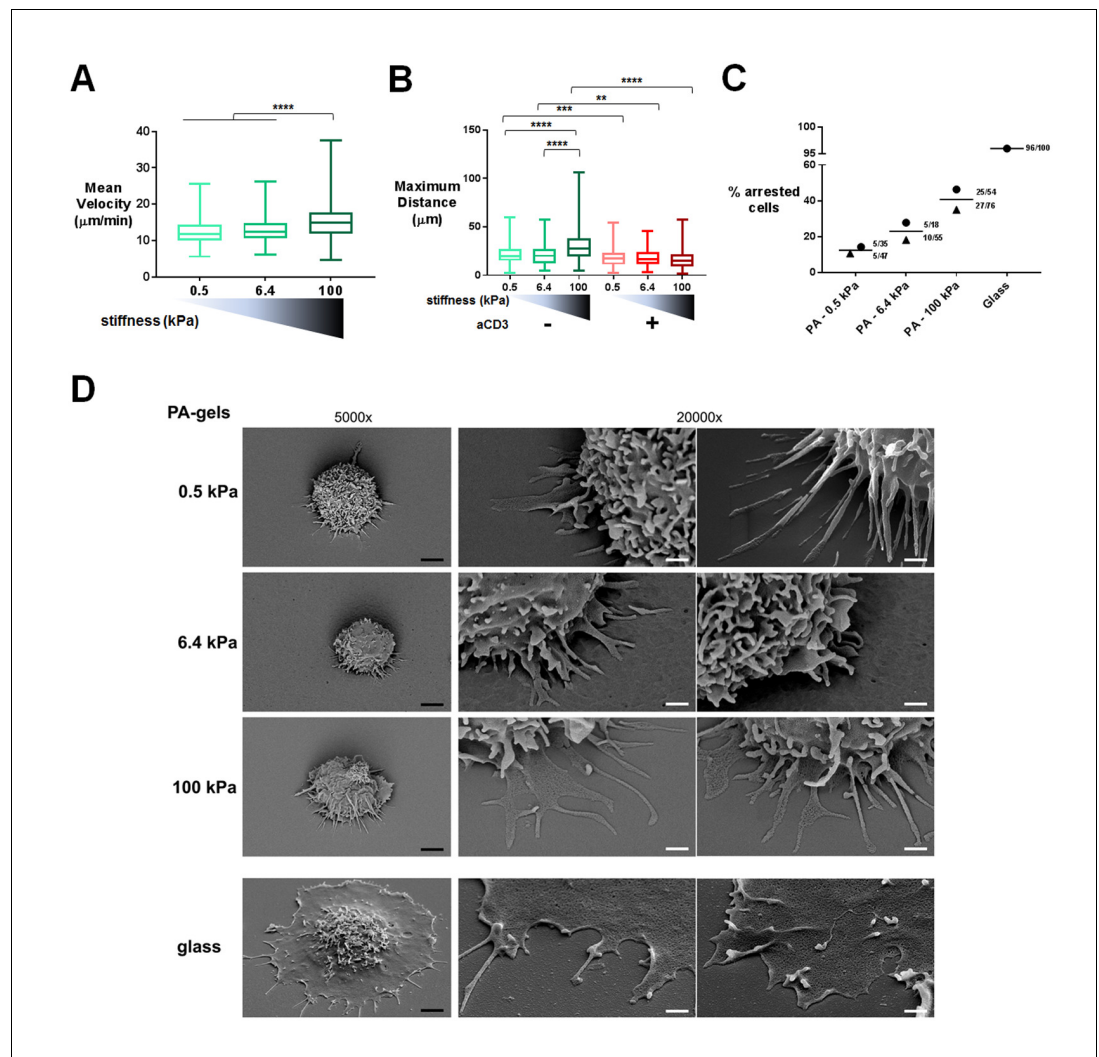 A
****
40
30
20
10
0
Mean
Velocity
(µm/min)
0.5
6.4
100
stiffness (kPa)
B
****
**
***
****
****
150
100
50
0
Maximum
Distance
(µm)
0.5
6.4
100
0.5
6.4
100
stiffness (kPa)
aCD3
-
+
C
100
95
60
40
20
0
% arrested
cells
5/35
5/47
5/18
10/55
25/54
27/76
96/100
PA - 0.5 kPa
PA - 6.4 kPa
PA - 100 kPa
Glass
D
PA-gels
5000x
20000x
0.5 kPa
6.4 kPa
100 kPa
glass